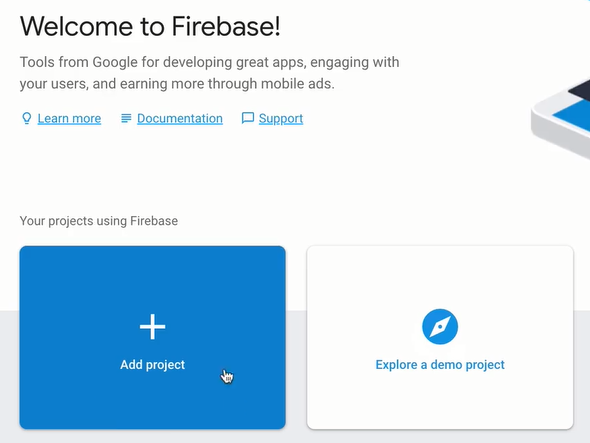 Welcome to Firebase!
Tools from Google for developing great apps, engaging with
your users, and earning more through mobile ads.
Learn more Documentation Support
Your projects using Firebase
Add project
Explore a demo project